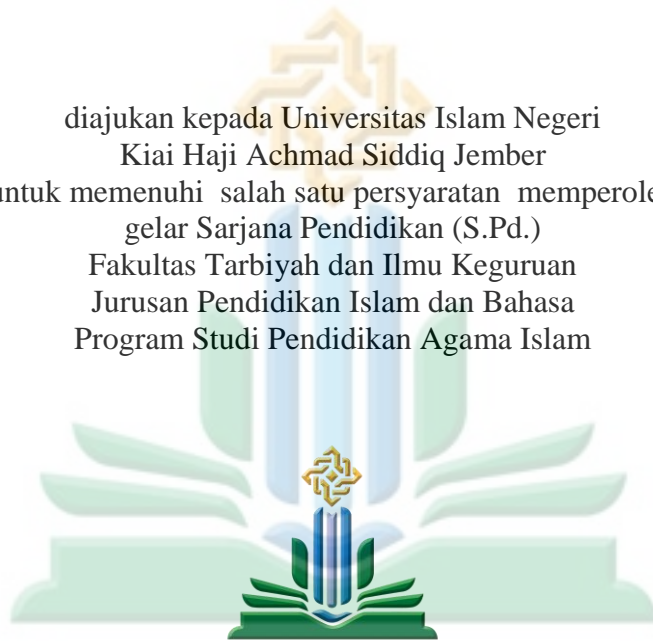 diajukan kepada Universitas Islam Negeri
Kiai Haji Achmad Siddiq Jember
untuk memenuhi salah satu persyaratan memperole
gelar Sarjana Pendidikan (S.Pd.)
Fakultas Tarbiyah dan Ilmu Keguruan
Jurusan Pendidikan Islam dan Bahasa
Program Studi Pendidikan Agama Islam